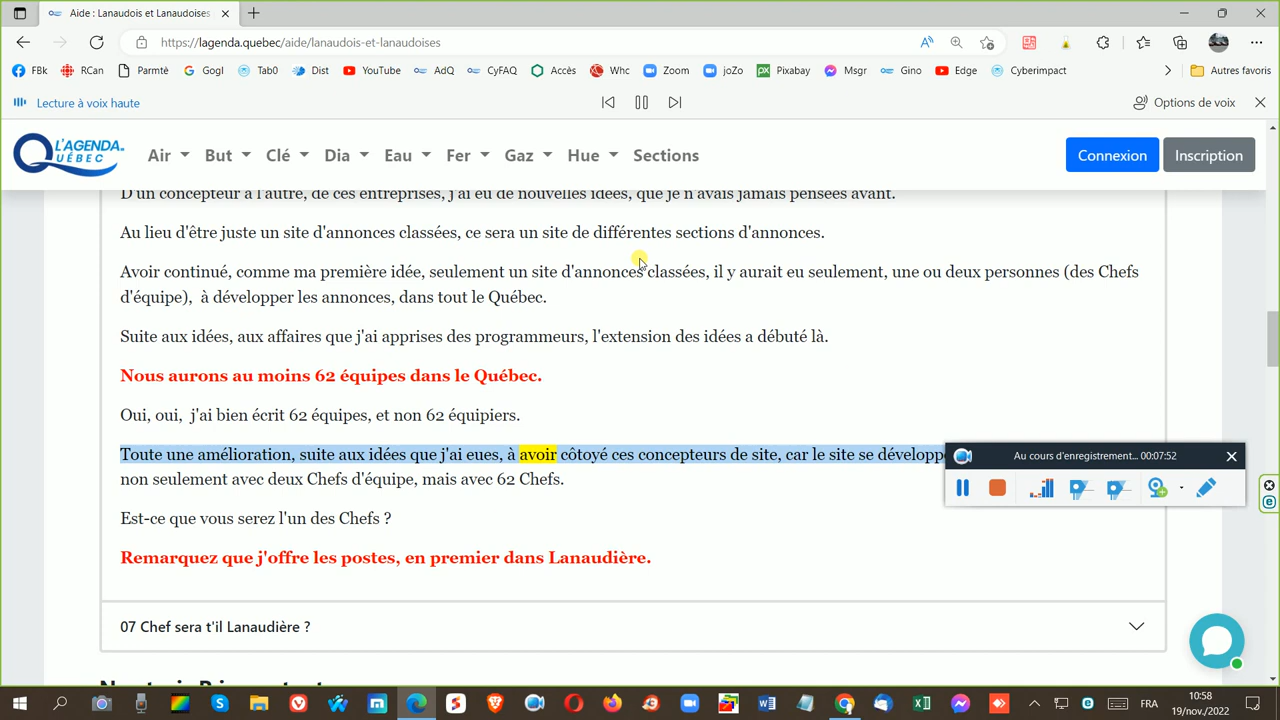 Aide : Lanaudois et Lanaudoises
https://lagenda.quebec/aide/lanaudois-et-lanaudoises
FBk RCan Parmtè Gogl Tab0 Dis YouTube AdQ CyFAQ Accès Whc Zoom joZo Pixabay Msgr Gino Edge Cyberimpact Autres favoris
Lecture à voix haute Options de voix
L'AGENDA QUÉBEC Air But Clé Dia Eau Fer Gaz Hue Sections Connexion Inscription
D'un concepteur à l'autre, de ces entreprises, j'ai eu de nouvelles idées, que je n'avais jamais pensées avant.
Au lieu d'être juste un site d'annonces classées, ce sera un site de différentes sections d'annonces.
Avoir continué, comme ma première idée, seulement un site d'annonces classées, il y aurait eu seulement, une ou deux personnes (des Chefs
d'équipe), à développer les annonces, dans tout le Québec.
Suite aux idées, aux affaires que j'ai apprises des programmeurs, l'extension des idées a débuté là.
Nous aurons au moins 62 équipes dans le Québec.
Oui, oui, j'ai bien écrit 62 équipes, et non 62 équipiers.
Toute une amélioration, suite aux idées que j'ai eues, à avoir côtoyé ces concepteurs de site, car le site se développe
non seulement avec deux Chefs d'équipe, mais avec 62 Chefs.
Au cours d'enregistrement... 00:07:52
Est-ce que vous serez l'un des Chefs ?
Remarquez que j'offre les postes, en premier dans Lanaudière.
07 Chef sera t'il Lanaudière ?
10:58
FRA
19/nov./2022